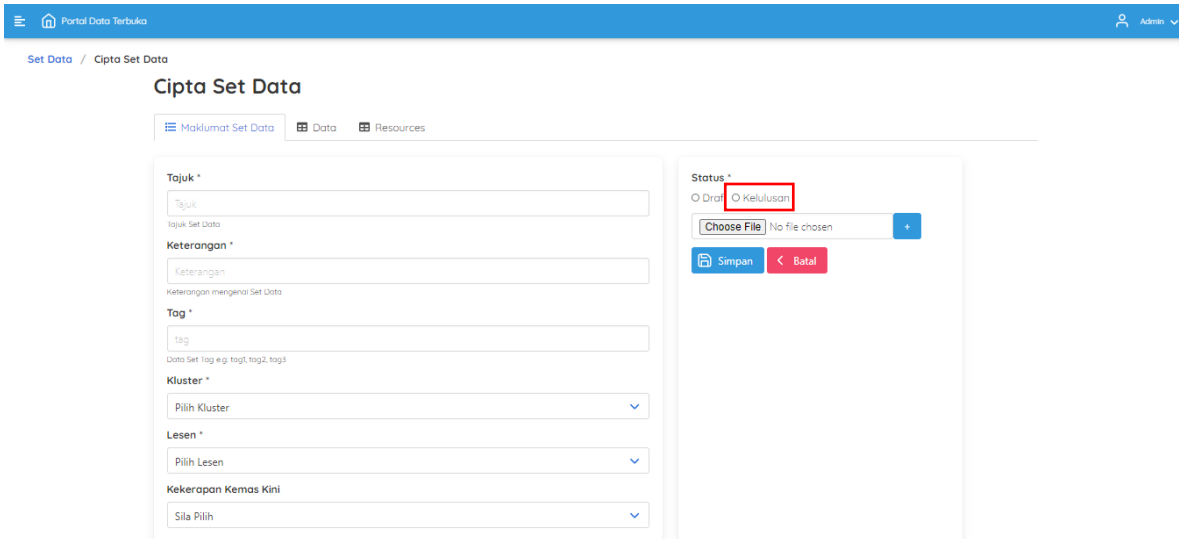 Portal Data Terbuka
Admin
Set Data / Cipta Set Data
Cipta Set Data
Maklumat Set Data
Data
Resources
Tajuk *
Tajuk
Tajuk Set Data
Keterangan *
Keterangan
Keterangan mengenai Set Data
Tag *
tag
Data Set Tag e.g: tag1, tag2, tag3
Kluster *
Pilih Kluster
Lesen *
Pilih Lesen
Kekerapan Kemas Kini
Sila Pilih
Status *
Draf
Kelulusan
Choose File No file chosen
+
Simpan
Batal